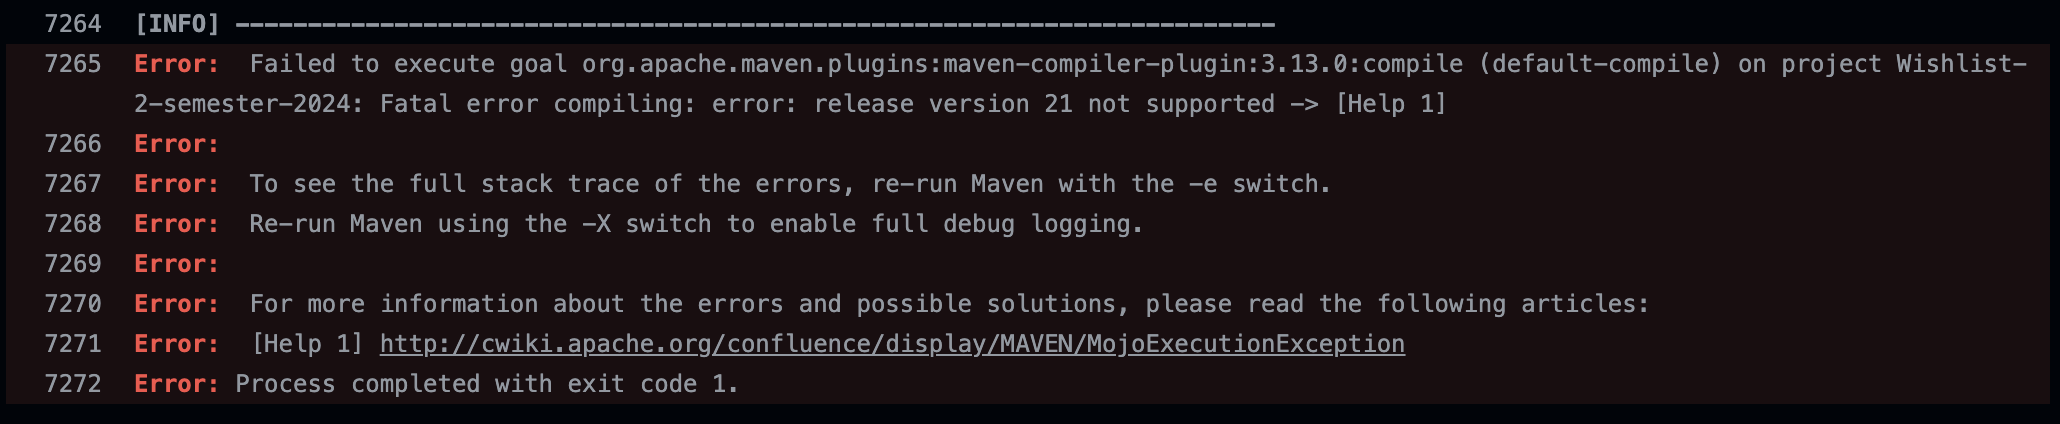 7264 [INFO] ------------------------------------------------------------------------
7265 Error:  Failed to execute goal org.apache.maven.plugins:maven-compiler-plugin:3.13.0:compile (default-compile) on project Wishlist-
2-semester-2024: Fatal error compiling: error: release version 21 not supported -> [Help 1]
7266 Error:
7267 Error:  To see the full stack trace of the errors, re-run Maven with the -e switch.
7268 Error:  Re-run Maven using the -X switch to enable full debug logging.
7269 Error:
7270 Error:  For more information about the errors and possible solutions, please read the following articles:
7271 Error:  [Help 1] http://cwiki.apache.org/confluence/display/MAVEN/MojoExecutionException
7272 Error: Process completed with exit code 1.